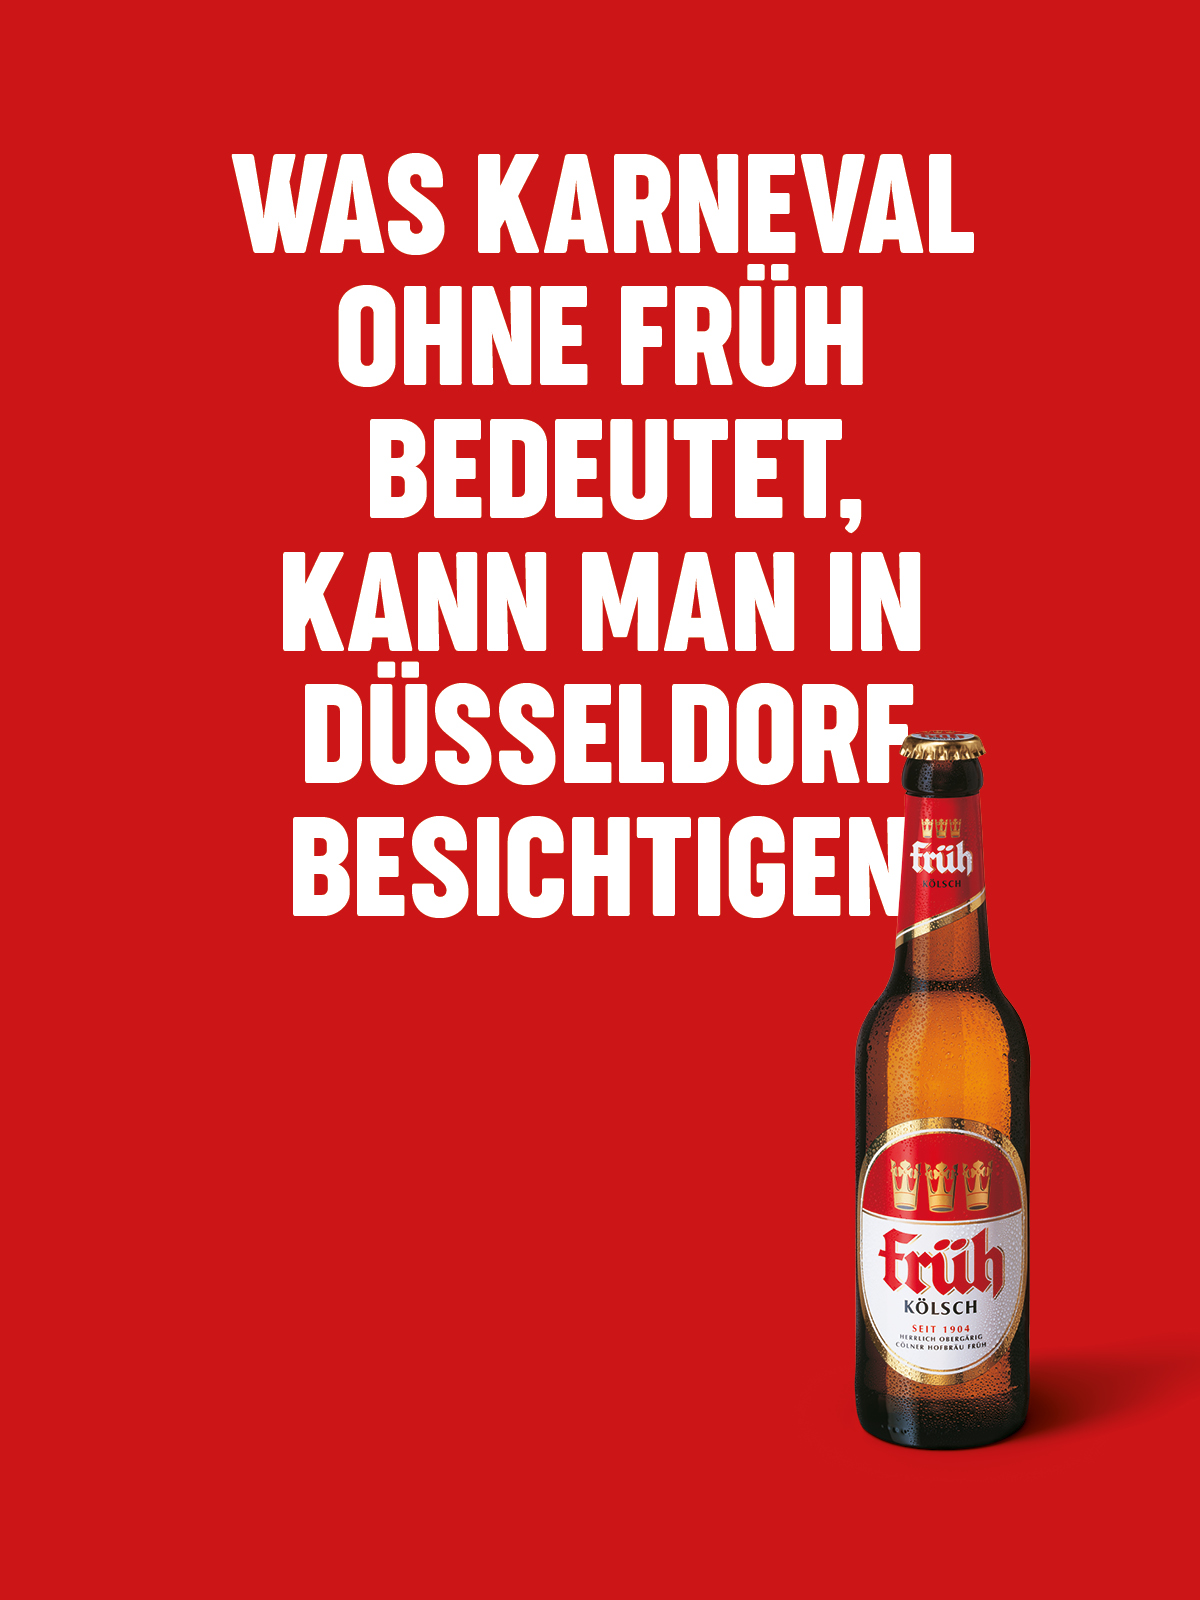 WAS KARNEVAL
OHNE FRÜH
BEDEUTET,
KANN MAN IN
DÜSSELDORF
BESICHTIGEN
früh
KÖLSCH
früh
KÖLSCH
SEIT 1904
HERRLICH OBERGÄRIG
CÖLNER HOFBRÄU FRÜH